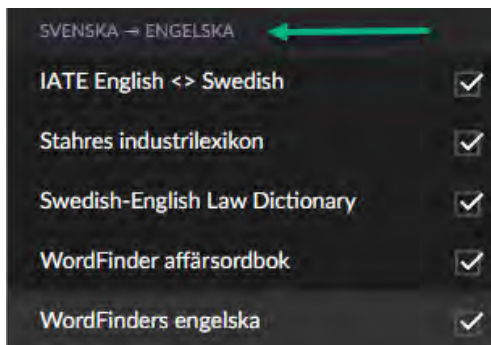 SVENSKA → ENGELSKA
IATE English <> Swedish
Stahres industrilexikon
Swedish-English Law Dictionary
WordFinder affärsordbok
WordFinders engelska